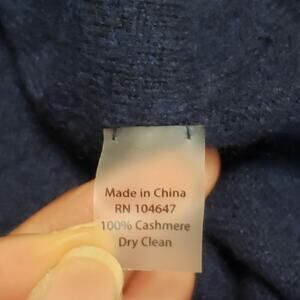 Made in China
RN 104647
100% Cashmere
Dry Clean